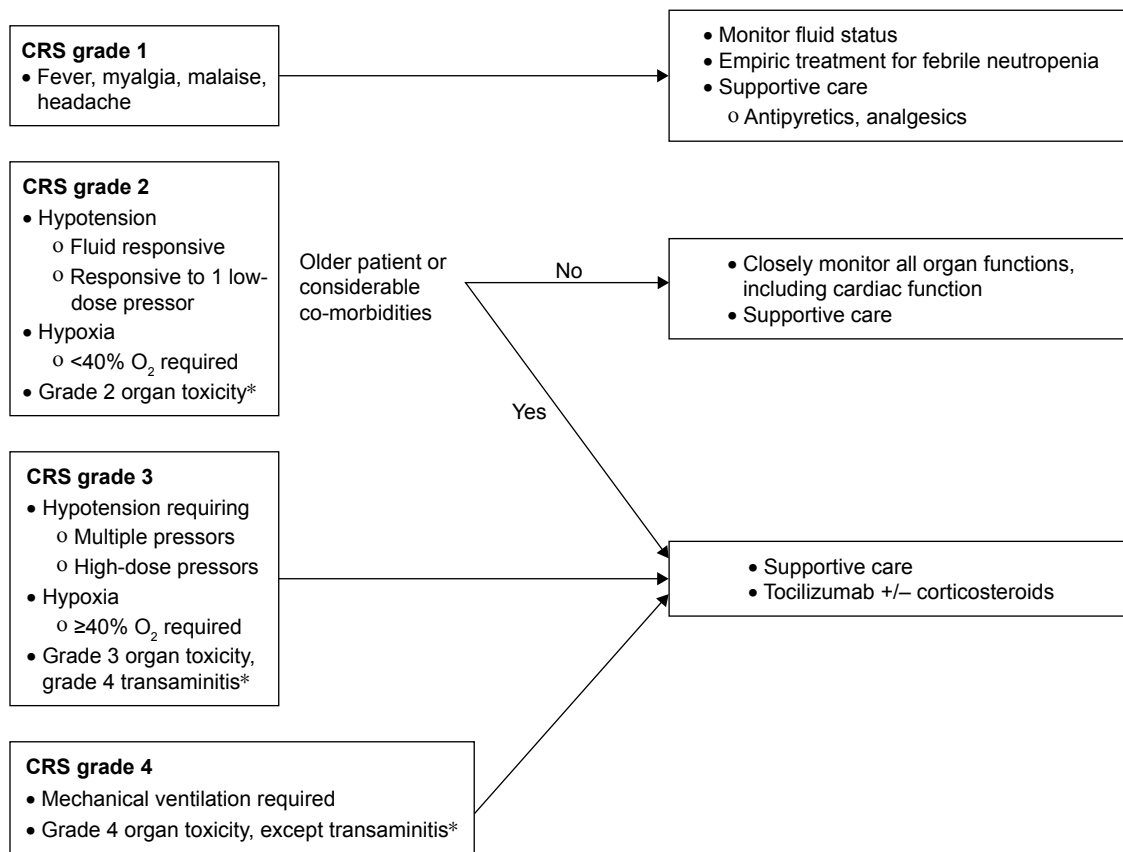 CRS grade 1
• Fever, myalgia, malaise,
headache
• Monitor fluid status
• Empiric treatment for febrile neutropenia
• Supportive care
o Antipyretics, analgesics
CRS grade 2
• Hypotension
o Fluid responsive
o Responsive to 1 low-
dose pressor
• Hypoxia
o <40% O₂ required
• Grade 2 organ toxicity*
Older patient or
considerable
co-morbidities
No
Yes
• Closely monitor all organ functions,
including cardiac function
• Supportive care
CRS grade 3
• Hypotension requiring
o Multiple pressors
o High-dose pressors
• Hypoxia
o ≥40% O₂ required
• Grade 3 organ toxicity,
grade 4 transaminitis*
• Supportive care
• Tocilizumab +/– corticosteroids
CRS grade 4
• Mechanical ventilation required
• Grade 4 organ toxicity, except transaminitis*